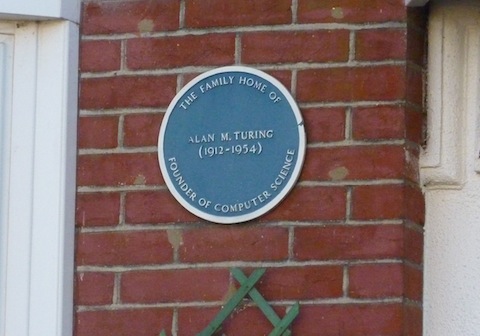 THE FAMILY HOME OF
ALAN M. TURING
(1912-1954)
FOUNDER OF COMPUTER SCIENCE